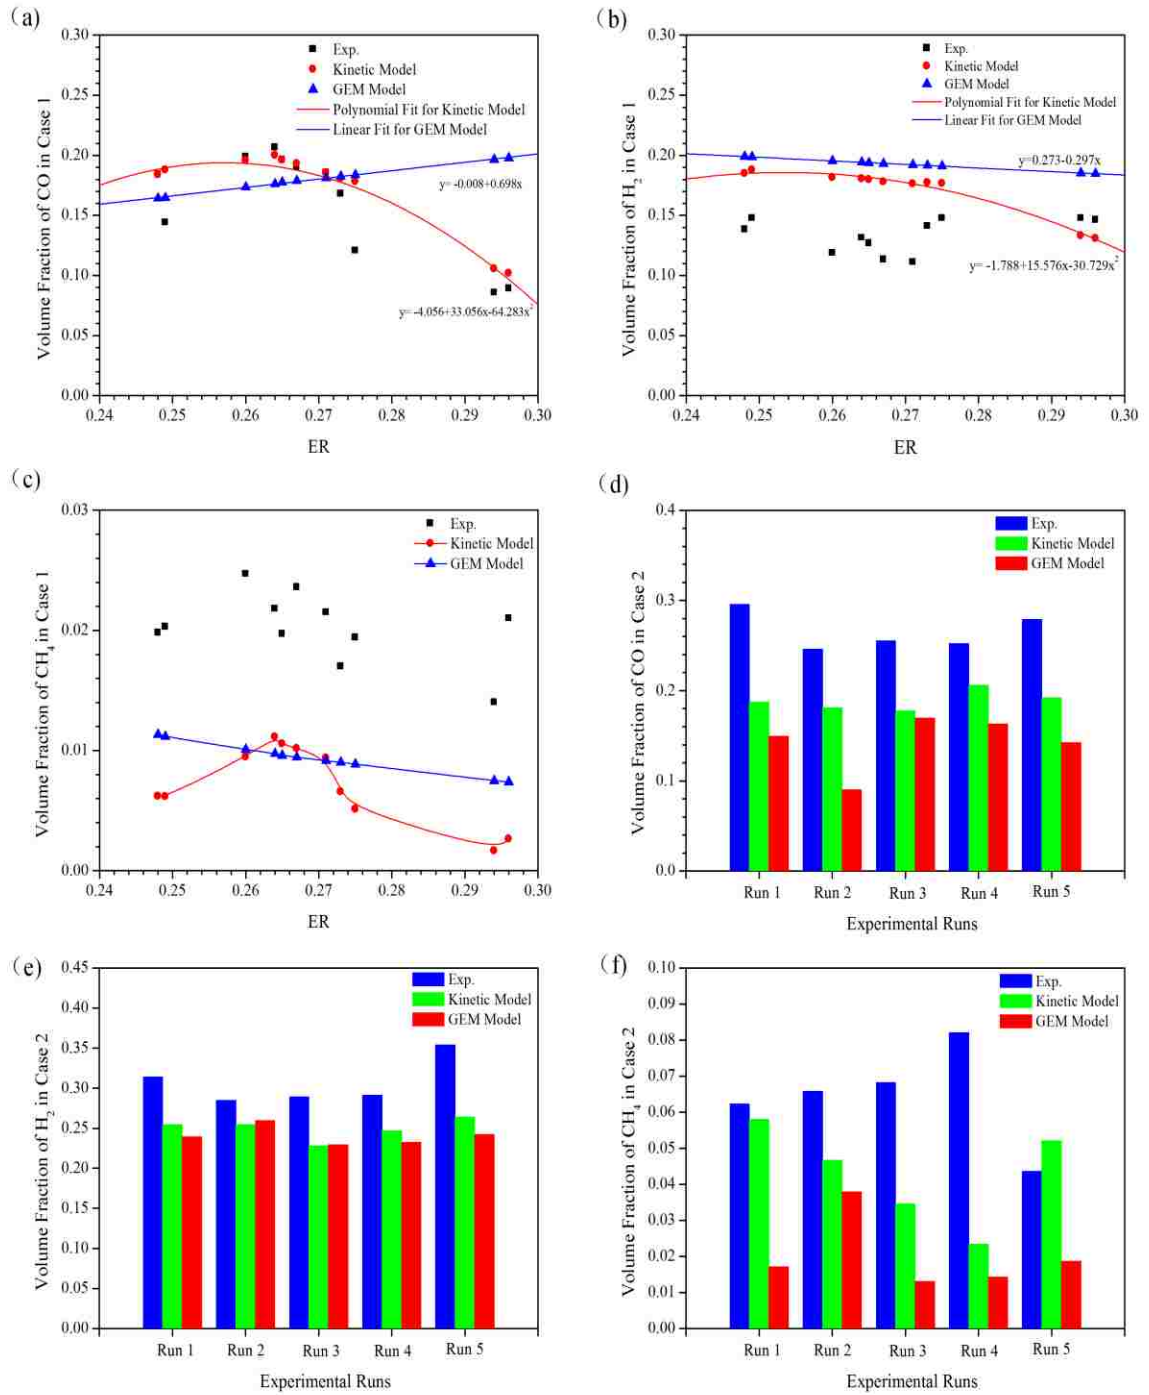 (a)
0.30
0.25
0.20
0.15
0.10
0.05
0.00
Volume Fraction of CO in Case 1
Exp.
Kinetic Model
GEM Model
Polynomial Fit for Kinetic Model
Linear Fit for GEM Model
y= -0.008+0.698x
y= -4.056+33.056x-64.283x²
0.24 0.25 0.26 0.27 0.28 0.29 0.30
ER
(b)
0.30
0.25
0.20
0.15
0.10
0.05
0.00
Volume Fraction of H₂ in Case 1
Exp.
Kinetic Model
GEM Model
Polynomial Fit for Kinetic Model
Linear Fit for GEM Model
y=0.273-0.297x
y= -1.788+15.576x-30.729x²
0.24 0.25 0.26 0.27 0.28 0.29 0.30
ER
(c)
0.03
0.02
0.01
0.00
Volume Fraction of CH₄ in Case 1
Exp.
Kinetic Model
GEM Model
0.24 0.25 0.26 0.27 0.28 0.29 0.30
ER
(d)
0.4
0.3
0.2
0.1
0.0
Volume Fraction of CO in Case 2
Exp.
Kinetic Model
GEM Model
Run 1 Run 2 Run 3 Run 4 Run 5
Experimental Runs
(e)
0.45
0.40
0.35
0.30
0.25
0.20
0.15
0.10
0.05
0.00
Volume Fraction of H₂ in Case 2
Exp.
Kinetic Model
GEM Model
Run 1 Run 2 Run 3 Run 4 Run 5
Experimental Runs
(f)
0.10
0.09
0.08
0.07
0.06
0.05
0.04
0.03
0.02
0.01
0.00
Volume Fraction of CH₄ in Case 2
Exp.
Kinetic Model
GEM Model
Run 1 Run 2 Run 3 Run 4 Run 5
Experimental Runs